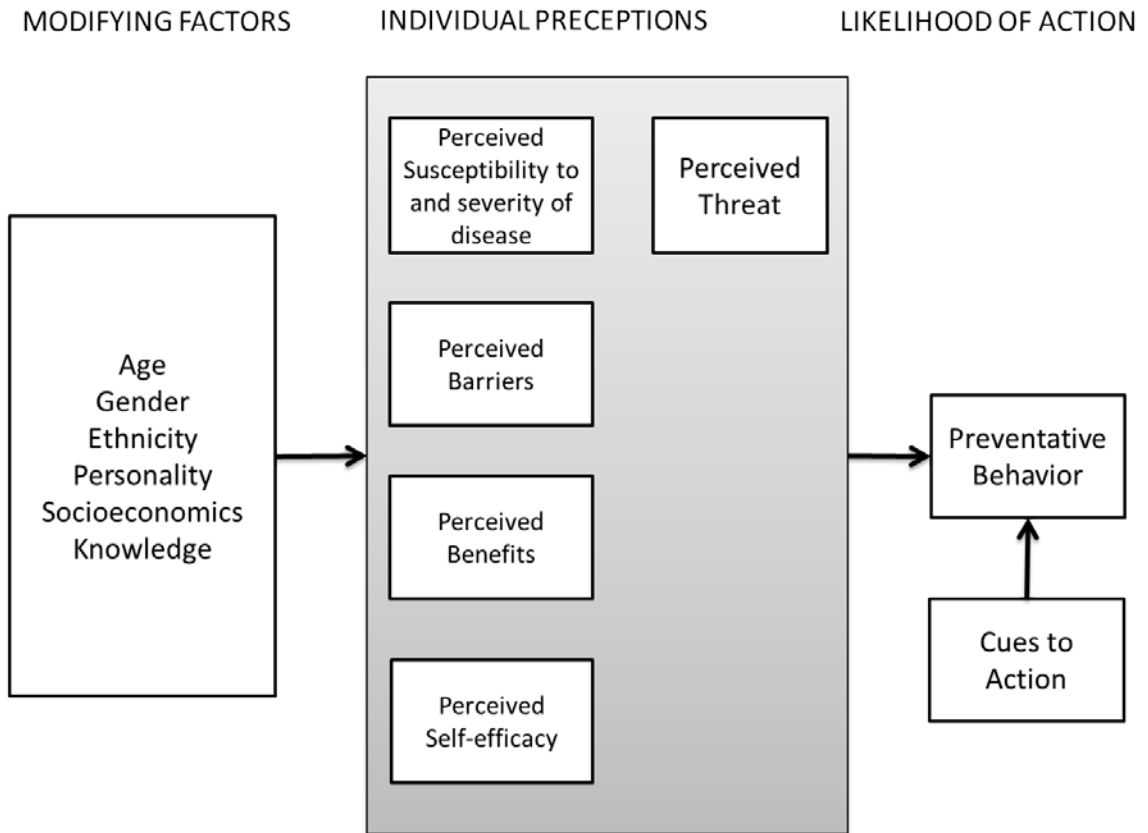 MODIFYING FACTORS
INDIVIDUAL PRECEPTIONS
LIKELIHOOD OF ACTION
Age
Gender
Ethnicity
Personality
Socioeconomics
Knowledge
Perceived
Susceptibility to
and severity of
disease
Perceived
Threat
Perceived
Barriers
Perceived
Benefits
Perceived
Self-efficacy
Preventative
Behavior
Cues to
Action